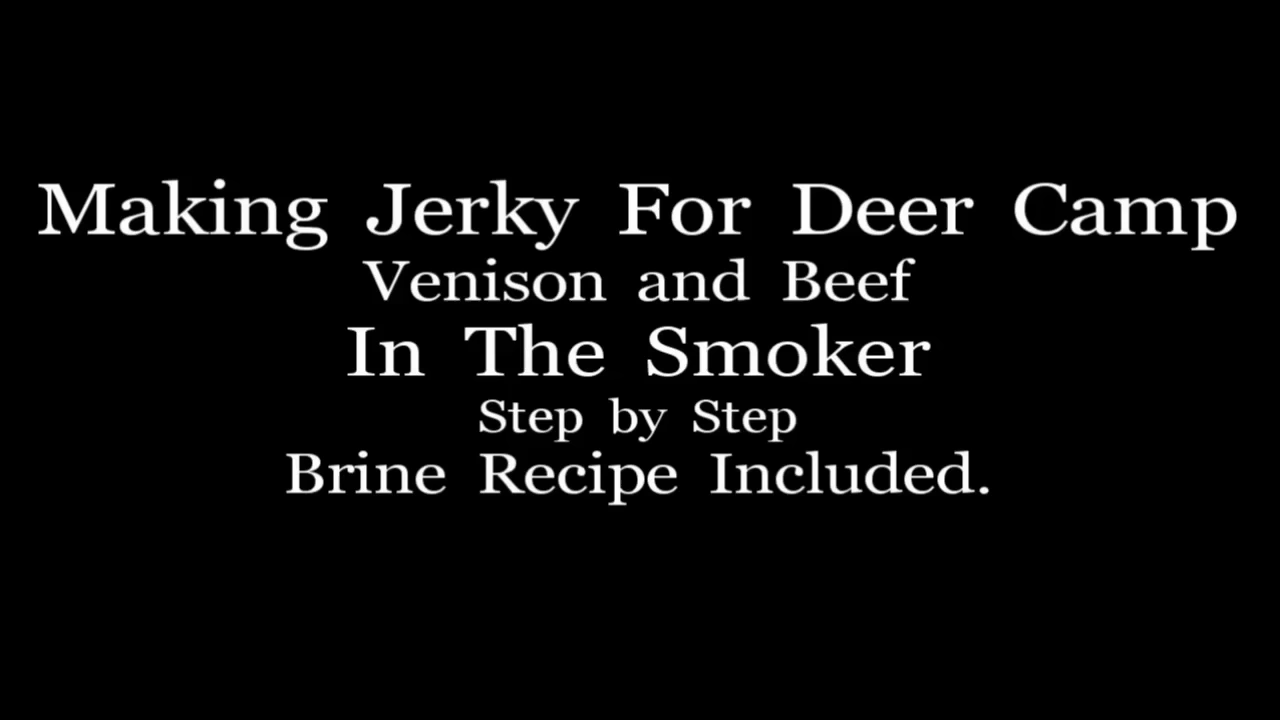 Making Jerky For Deer Camp
Venison and Beef
In The Smoker
Step by Step
Brine Recipe Included.